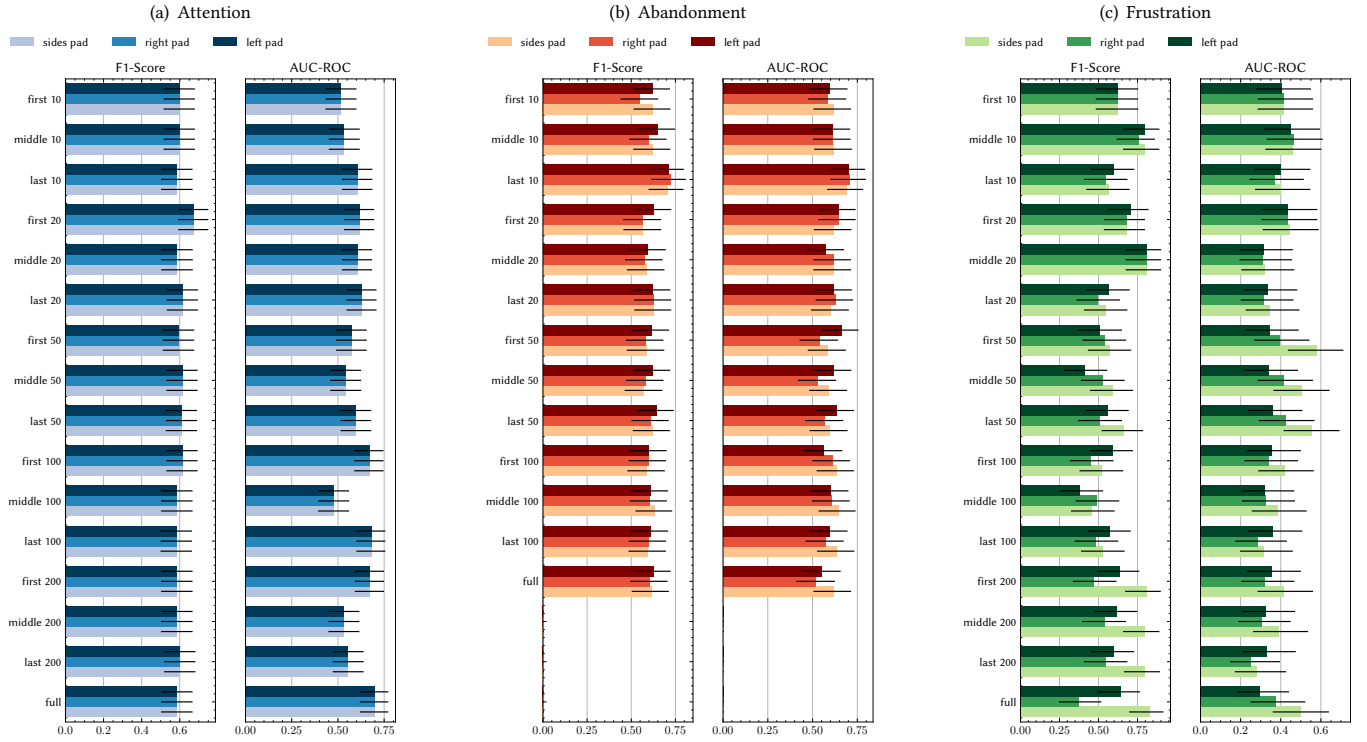 (a) Attention
(b) Abandonment
(c) Frustration
sides pad right pad left pad
sides pad right pad left pad
sides pad right pad left pad
F1-Score AUC-ROC
F1-Score AUC-ROC
F1-Score AUC-ROC
first 10
middle 10
last 10
first 20
middle 20
last 20
first 50
middle 50
last 50
first 100
middle 100
last 100
first 200
middle 200
last 200
full
0.0 0.2 0.4 0.6
0.00 0.25 0.50 0.75
first 10
middle 10
last 10
first 20
middle 20
last 20
first 50
middle 50
last 50
first 100
middle 100
last 100
full
0.00 0.25 0.50 0.75
0.00 0.25 0.50 0.75
first 10
middle 10
last 10
first 20
middle 20
last 20
first 50
middle 50
last 50
first 100
middle 100
last 100
first 200
middle 200
last 200
full
0.00 0.25 0.50 0.75
0.0 0.2 0.4 0.6